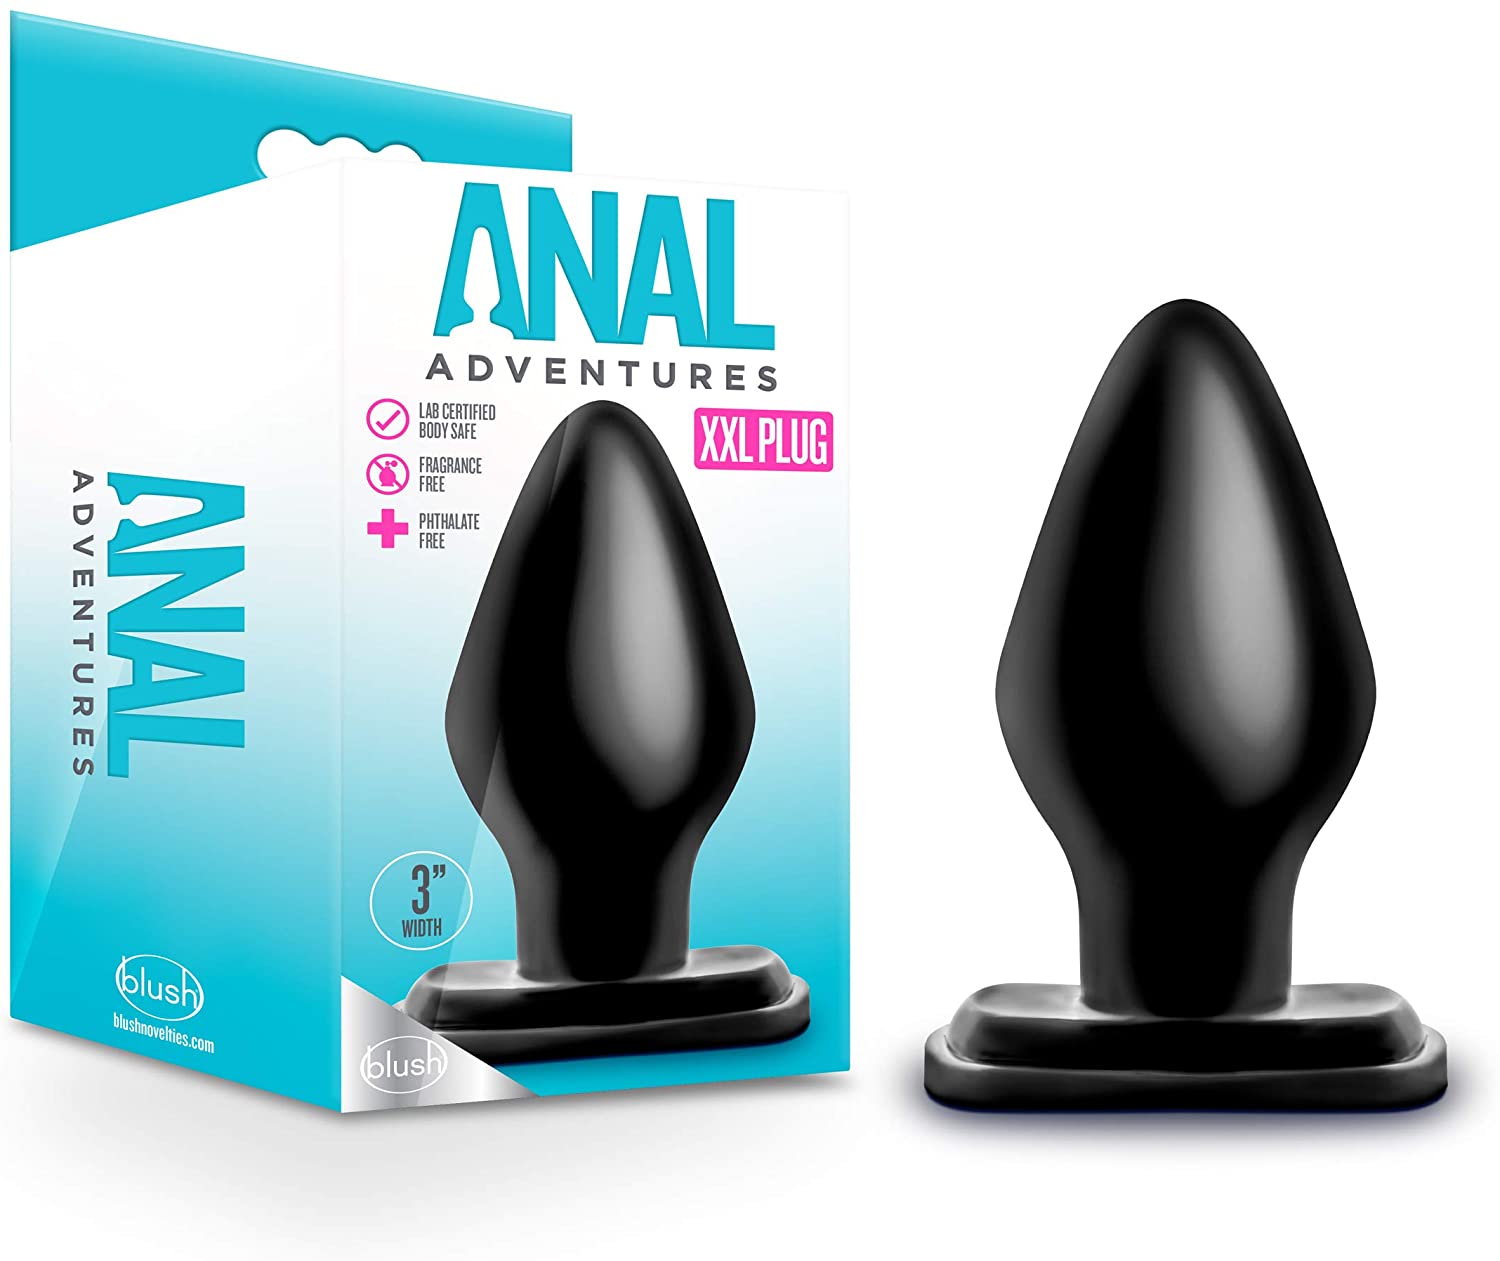 ANAL
ADVENTURES
XXL PLUG
LAB CERTIFIED
BODY SAFE
FRAGRANCE
FREE
PHTHALATE
FREE
3”
WIDTH
blush
ANAL
ADVENTURES
blush
blushnovelties.com